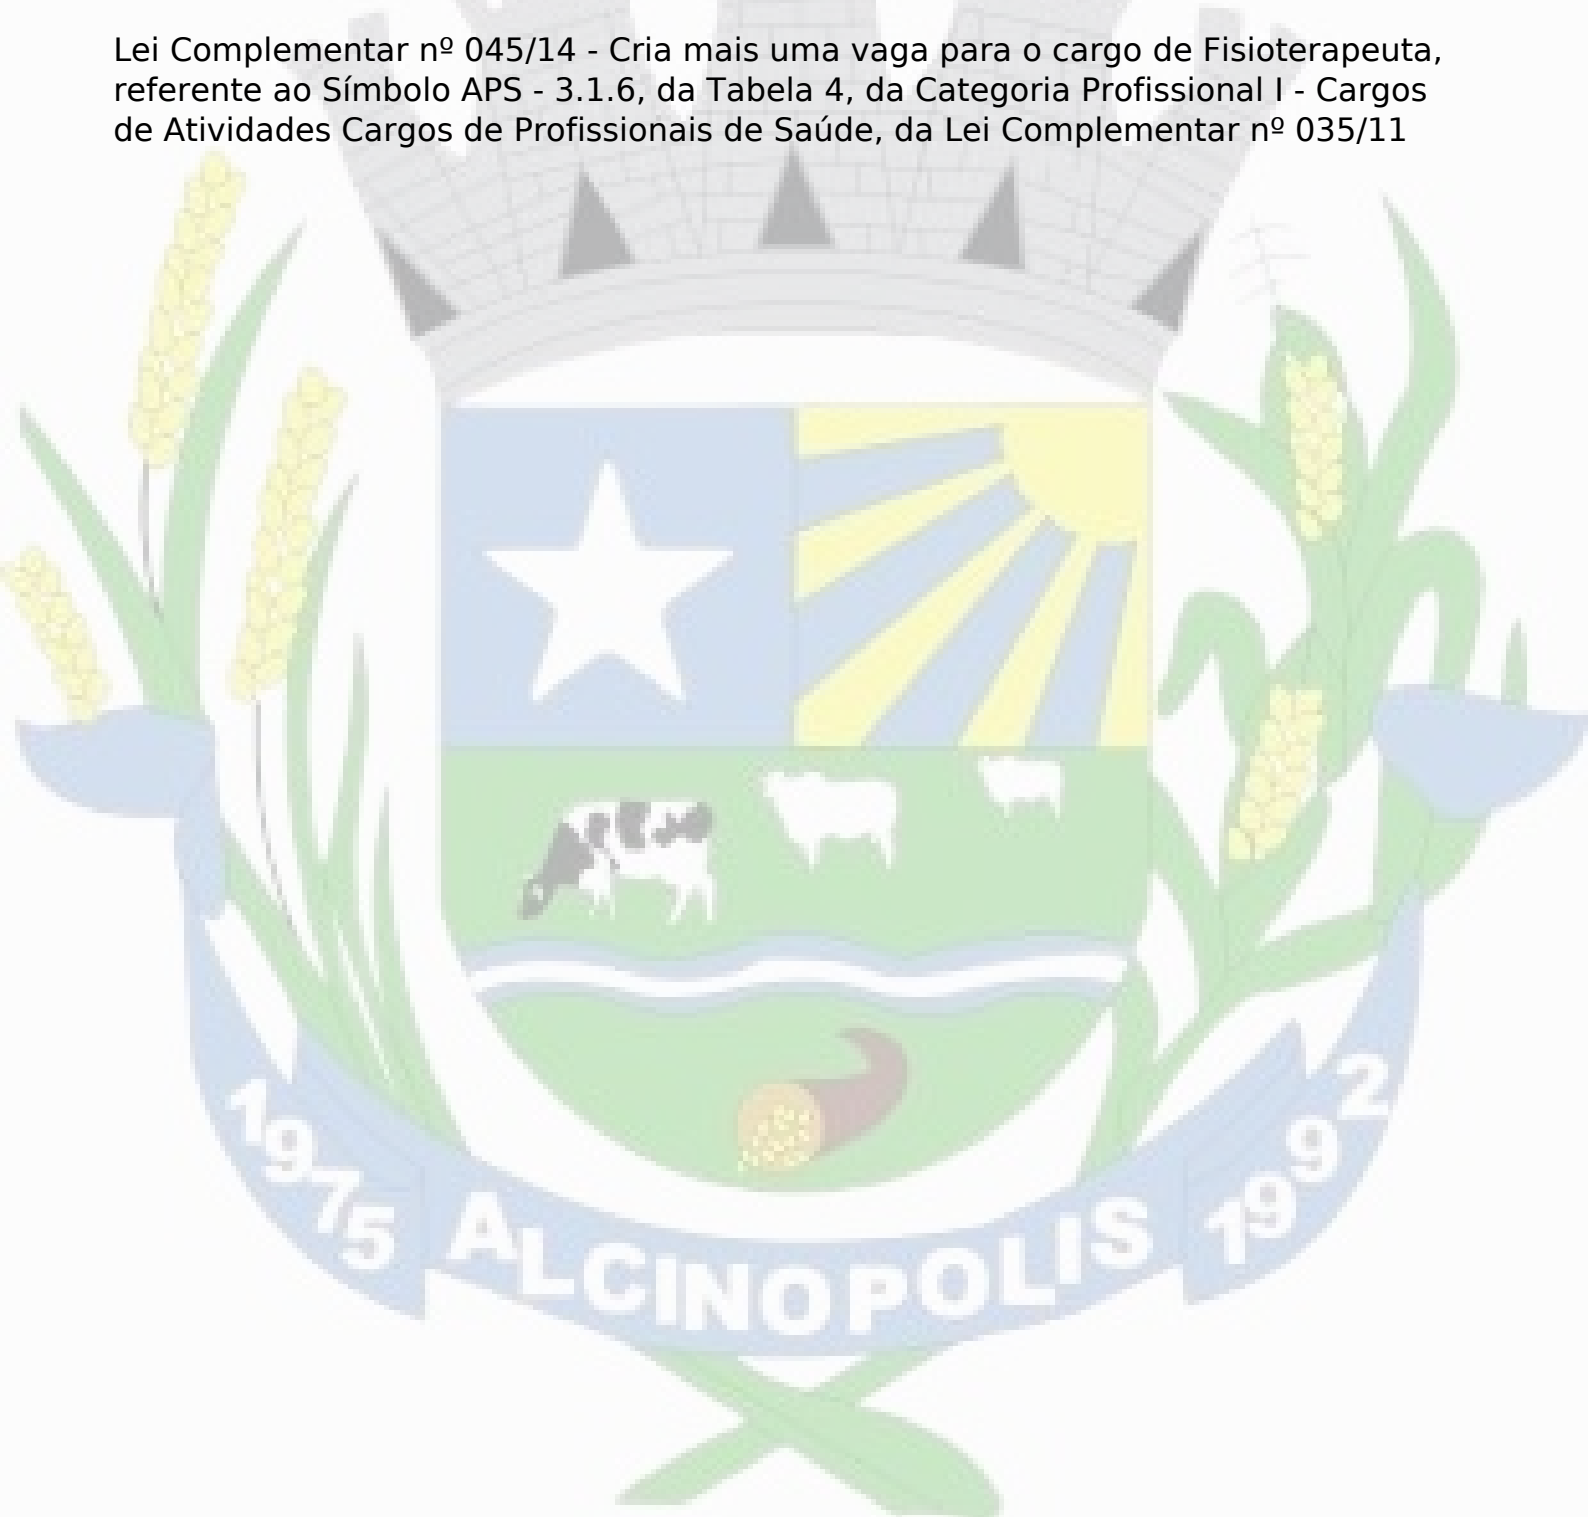 Lei Complementar nº 045/14 - Cria mais uma vaga para o cargo de Fisioterapeuta,
referente ao Símbolo APS - 3.1.6, da Tabela 4, da Categoria Profissional I - Cargos
de Atividades Cargos de Profissionais de Saúde, da Lei Complementar nº 035/11
1975 ALCINOPOLIS 1992